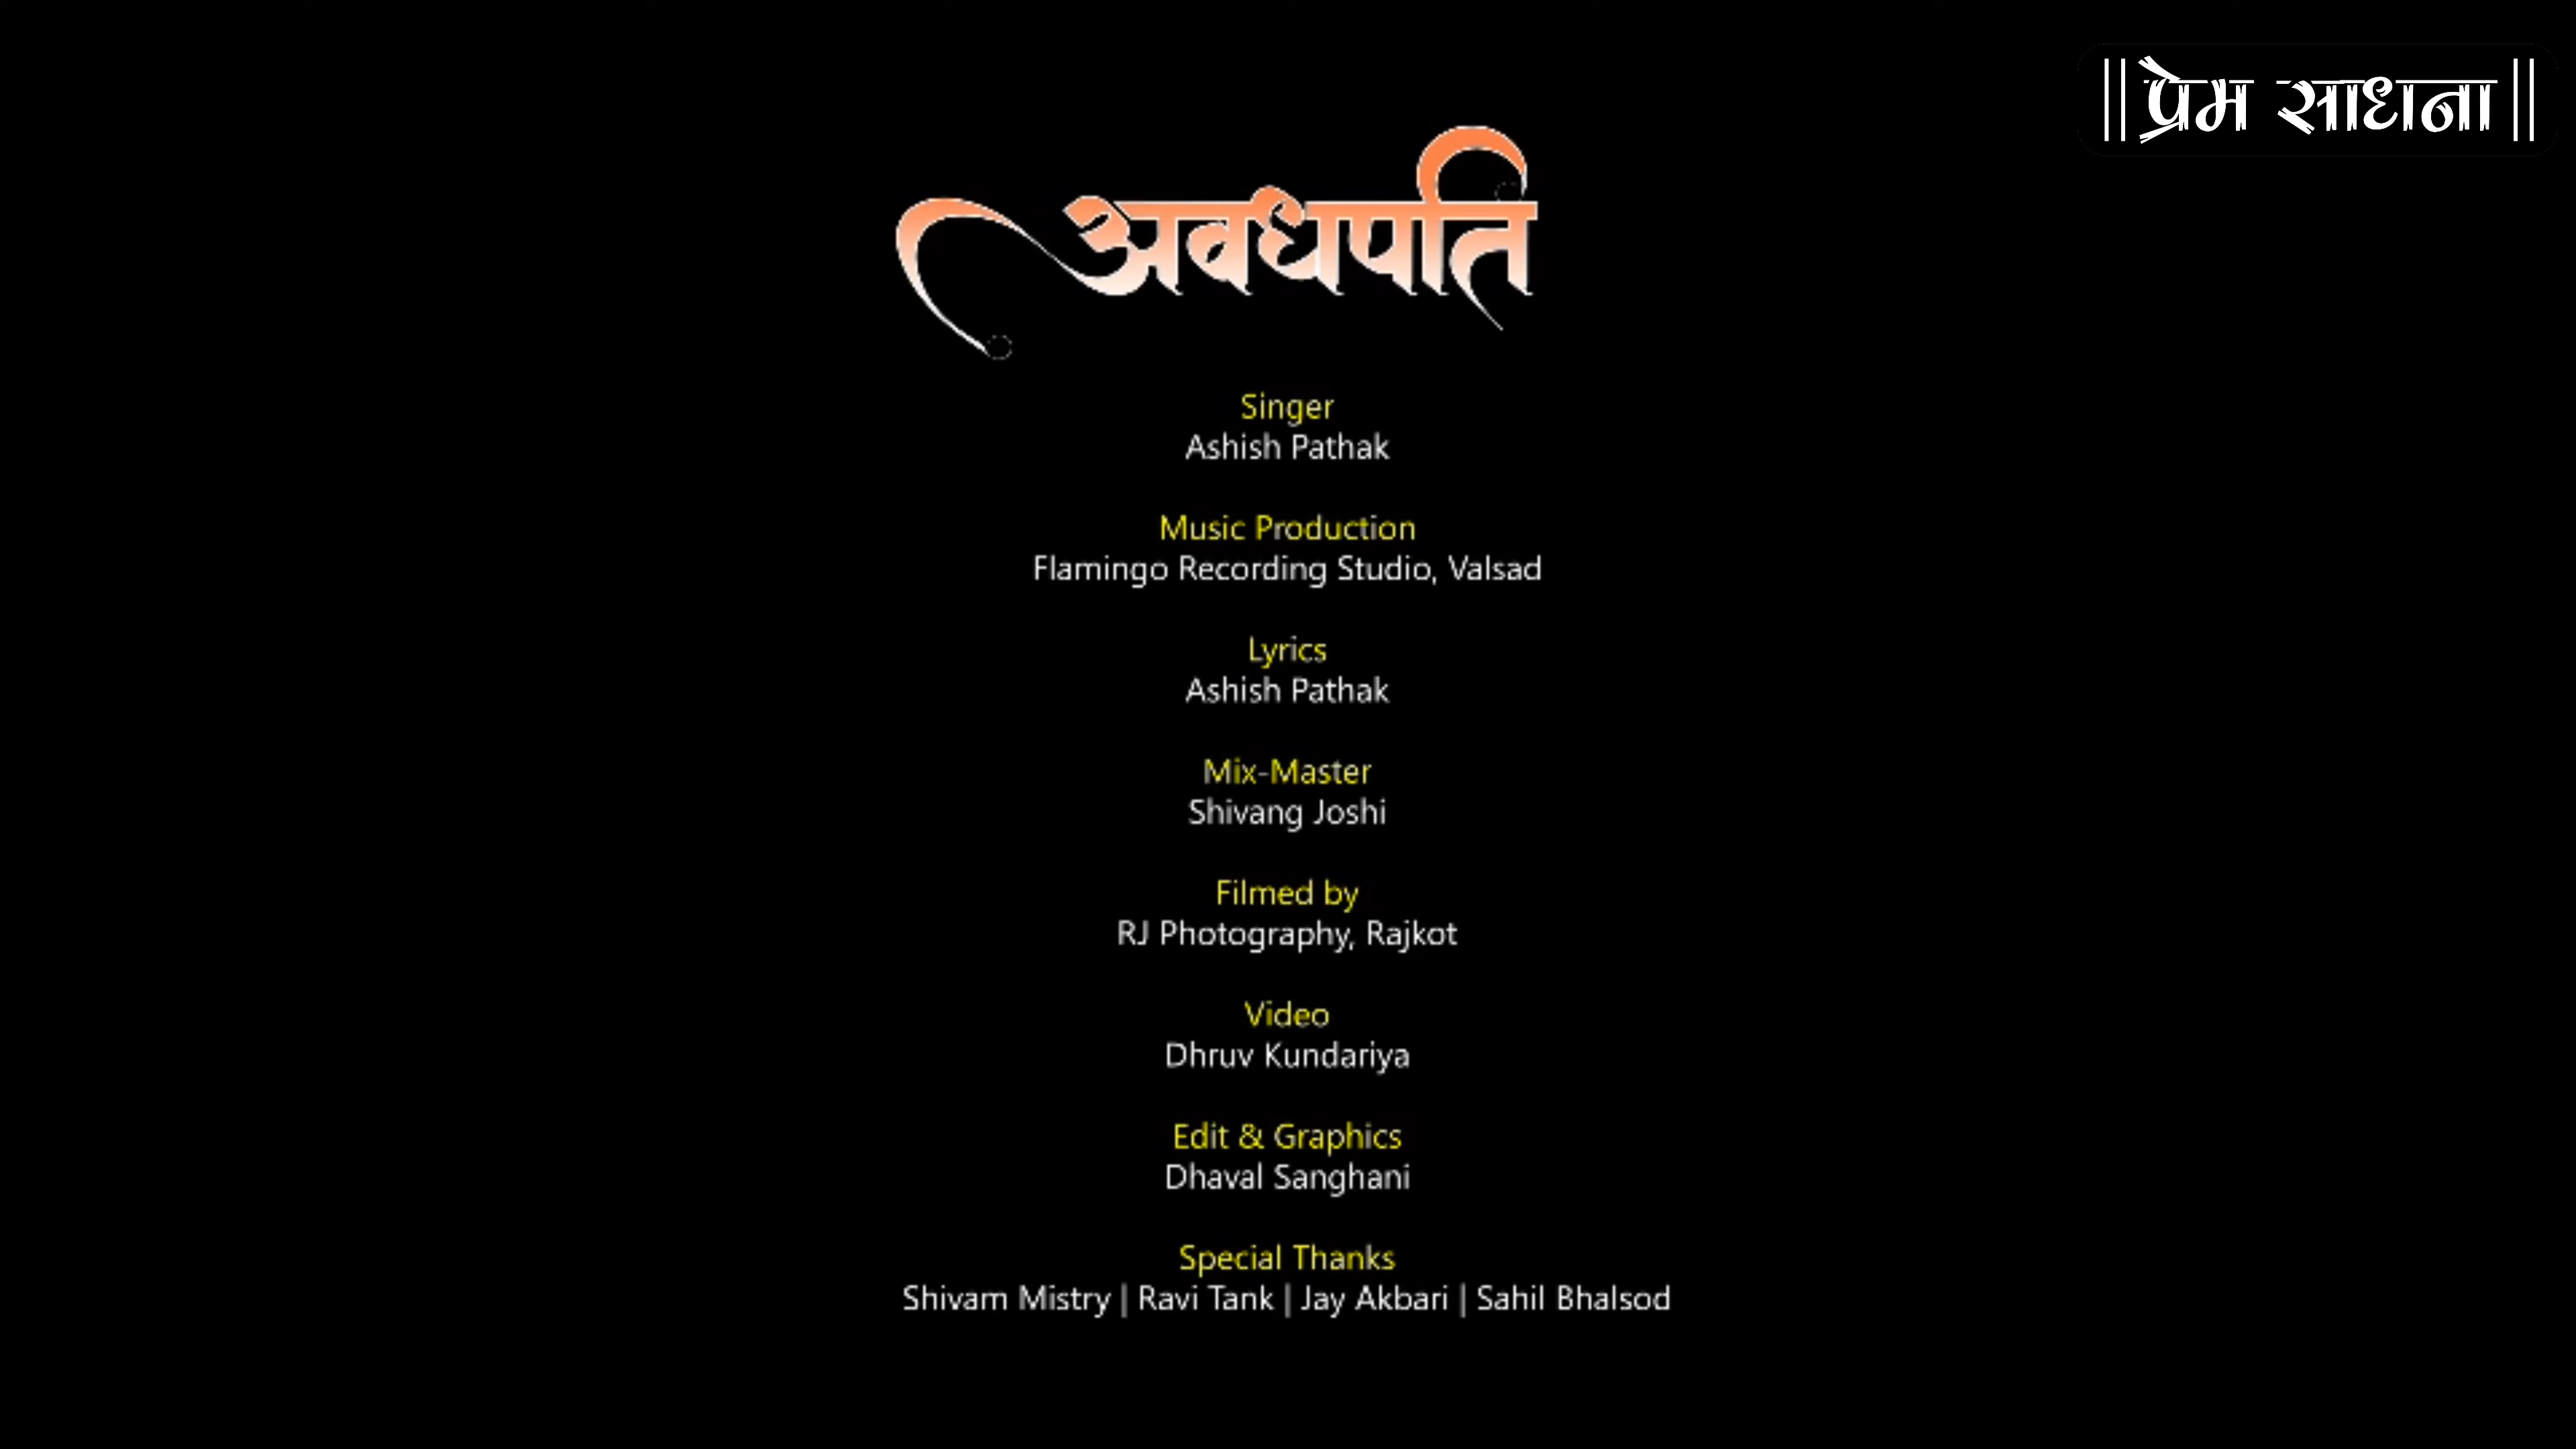 ||प्रेम साधना||
अवधपति
Singer
Ashish Pathak
Music Production
Flamingo Recording Studio, Valsad
Lyrics
Ashish Pathak
Mix-Master
Shivang Joshi
Filmed by
RJ Photography, Rajkot
Video
Dhruv Kundariya
Edit & Graphics
Dhaval Sanghani
Special Thanks
Shivam Mistry | Ravi Tank | Jay Akbari | Sahil Bhalsod